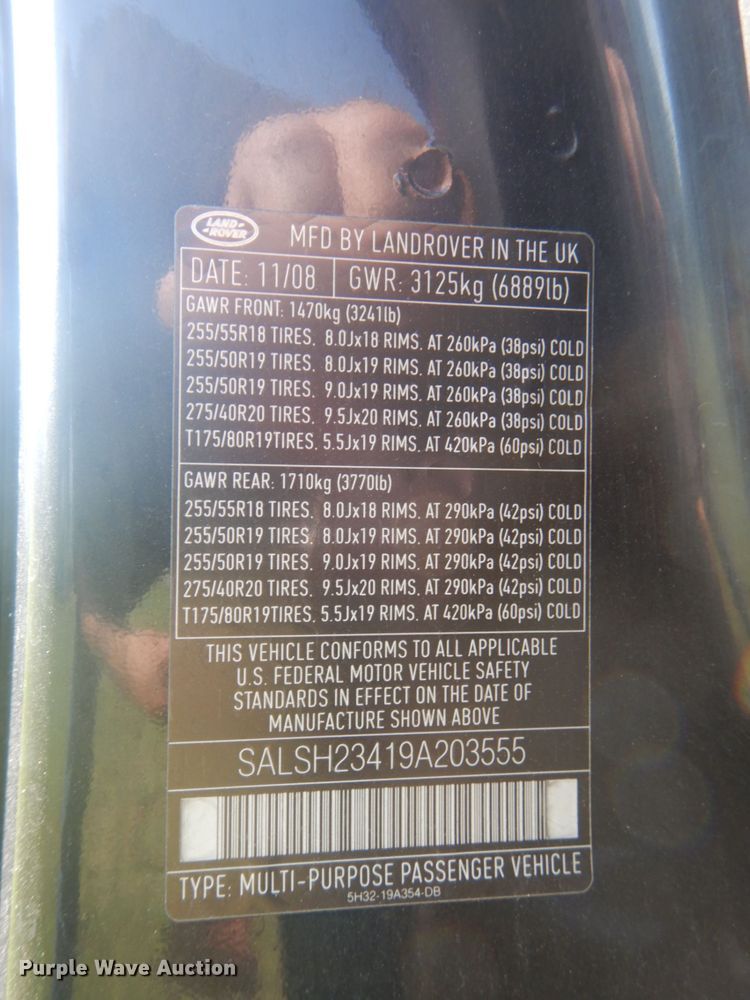 LAND ROVER
MFD BY LANDROVER IN THE UK
DATE: 11/08 GWR: 3125kg (6889lb)
GAWR FRONT: 1470kg (3241lb)
255/55R18 TIRES. 8.0Jx18 RIMS. AT 260kPa (38psi) COLD
255/50R19 TIRES. 8.0Jx19 RIMS. AT 260kPa (38psi) COLD
255/50R19 TIRES. 9.0Jx19 RIMS. AT 260kPa (38psi) COLD
275/40R20 TIRES. 9.5Jx20 RIMS. AT 260kPa (38psi) COLD
T175/80R19TIRES. 5.5Jx19 RIMS. AT 420kPa (60psi) COLD
GAWR REAR: 1710kg (3770lb)
255/55R18 TIRES. 8.0Jx18 RIMS. AT 290kPa (42psi) COLD
255/50R19 TIRES. 8.0Jx19 RIMS. AT 290kPa (42psi) COLD
255/50R19 TIRES. 9.0Jx19 RIMS. AT 290kPa (42psi) COLD
275/40R20 TIRES. 9.5Jx20 RIMS. AT 290kPa (42psi) COLD
T175/80R19TIRES. 5.5Jx19 RIMS. AT 420kPa (60psi) COLD
THIS VEHICLE CONFORMS TO ALL APPLICABLE
U.S. FEDERAL MOTOR VEHICLE SAFETY
STANDARDS IN EFFECT ON THE DATE OF
MANUFACTURE SHOWN ABOVE
SALSH23419A203555
TYPE: MULTI-PURPOSE PASSENGER VEHICLE
5H32-19A354-DB
Purple Wave Auction